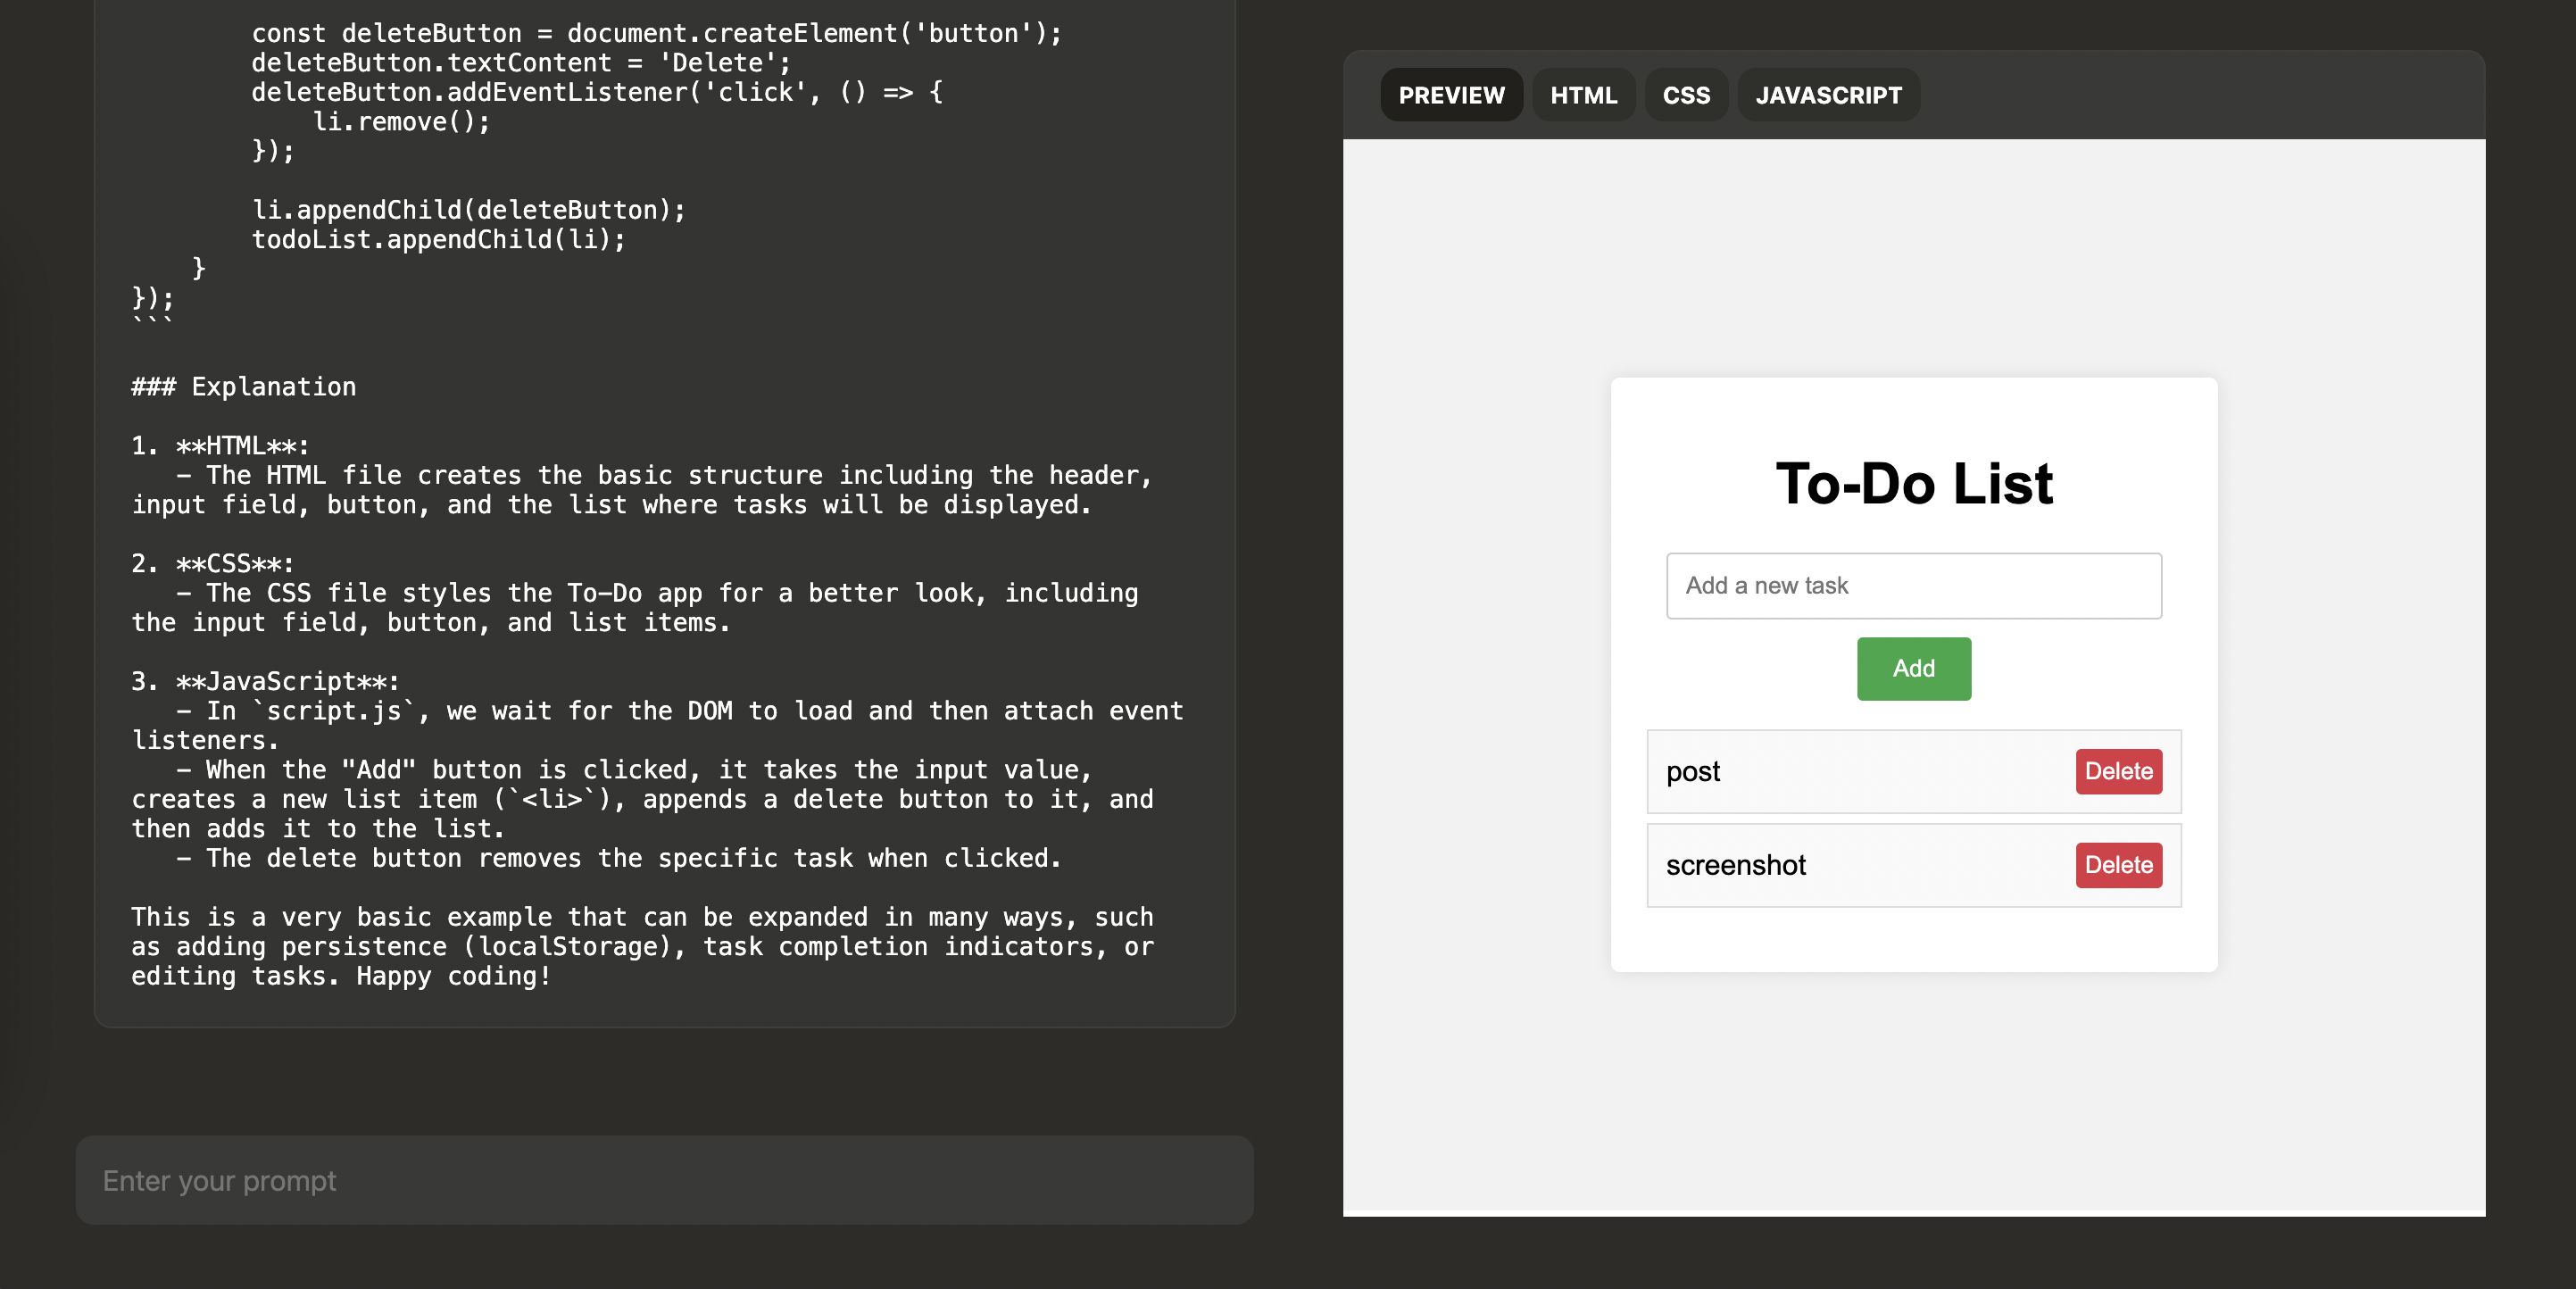 const deleteButton = document.createElement('button');
deleteButton.textContent = 'Delete';
deleteButton.addEventListener('click', () => {
li.remove();
});
li.appendChild(deleteButton);
todoList.appendChild(li);
}
});
```
### Explanation
1. **HTML**:
- The HTML file creates the basic structure including the header,
input field, button, and the list where tasks will be displayed.
2. **CSS**:
- The CSS file styles the To-Do app for a better look, including
the input field, button, and list items.
3. **JavaScript**:
- In `script.js`, we wait for the DOM to load and then attach event
listeners.
- When the "Add" button is clicked, it takes the input value,
creates a new list item (`<li>`), appends a delete button to it, and
then adds it to the list.
- The delete button removes the specific task when clicked.
This is a very basic example that can be expanded in many ways, such
as adding persistence (localStorage), task completion indicators, or
editing tasks. Happy coding!
Enter your prompt
PREVIEW HTML CSS JAVASCRIPT
To-Do List
Add a new task
Add
post Delete
screenshot Delete